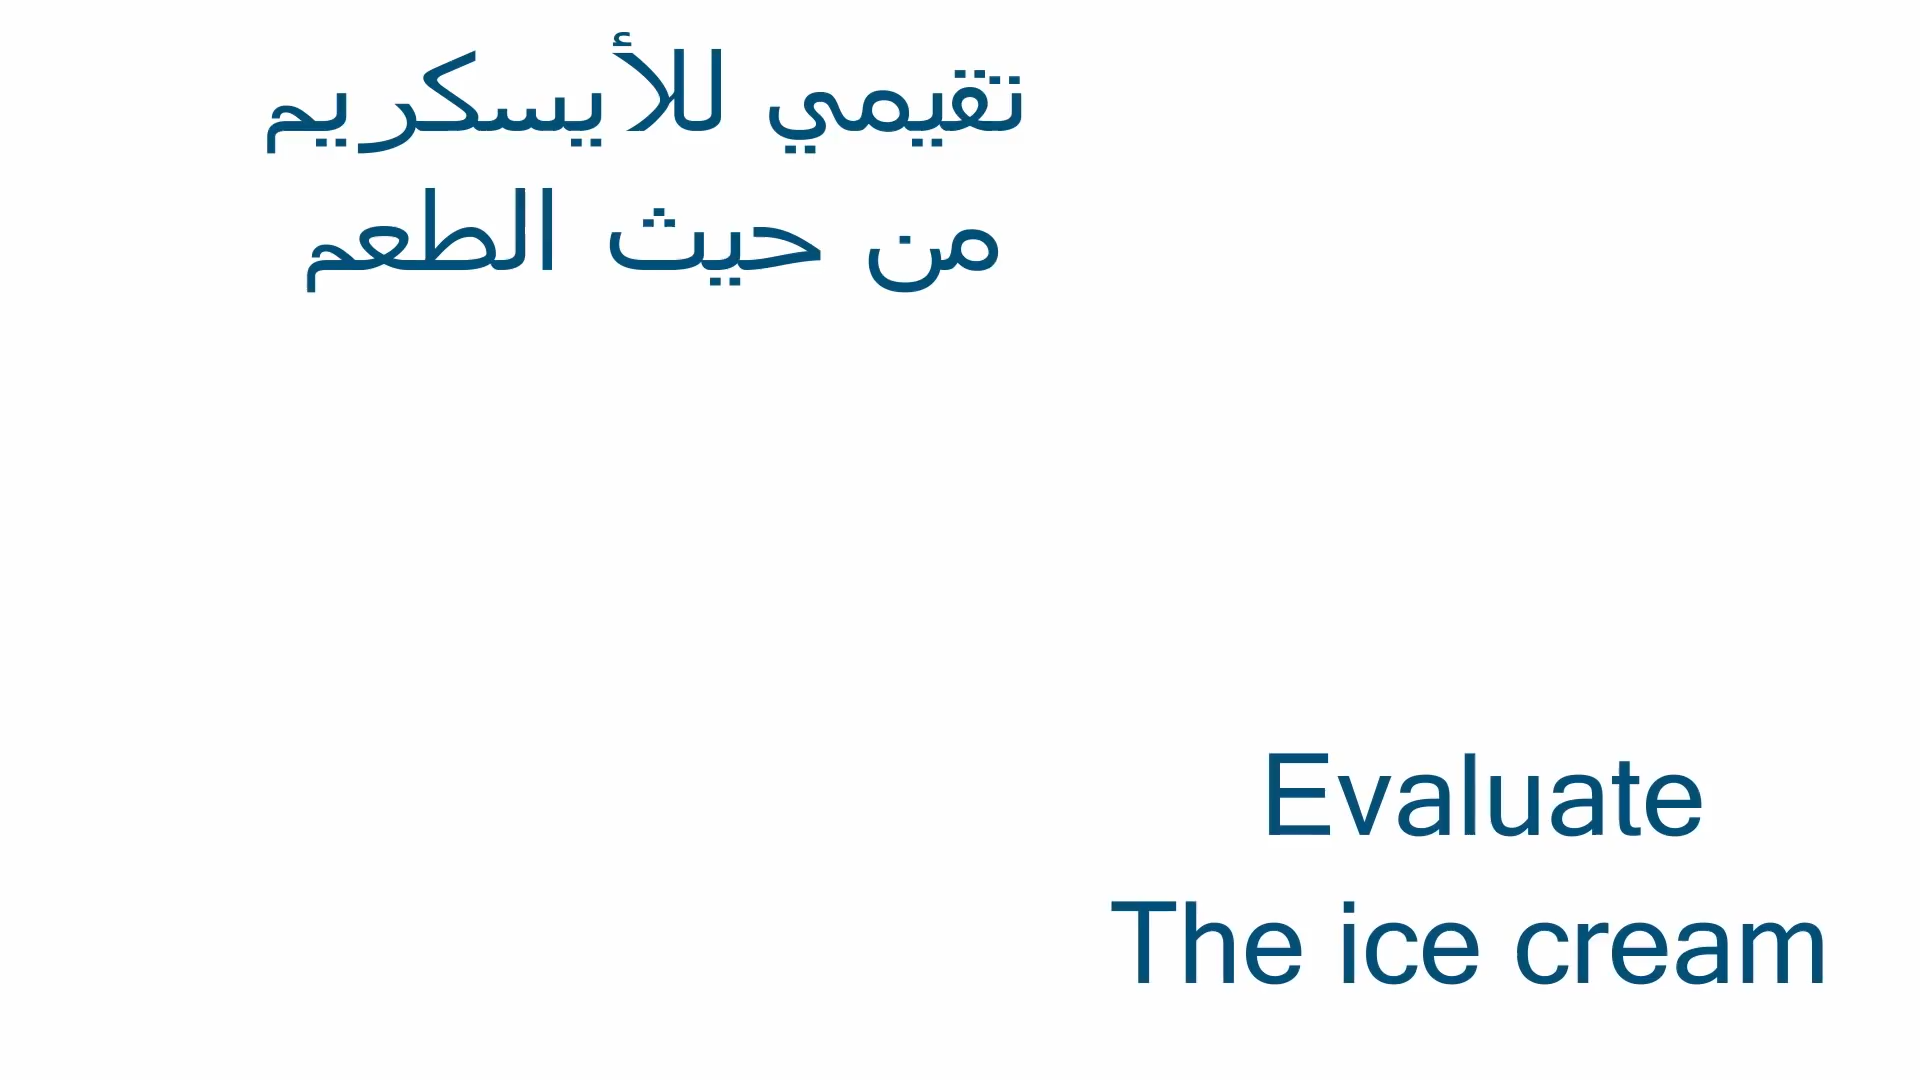 تقيمي للأيسكريم
من حيث الطعم
Evaluate
The ice cream